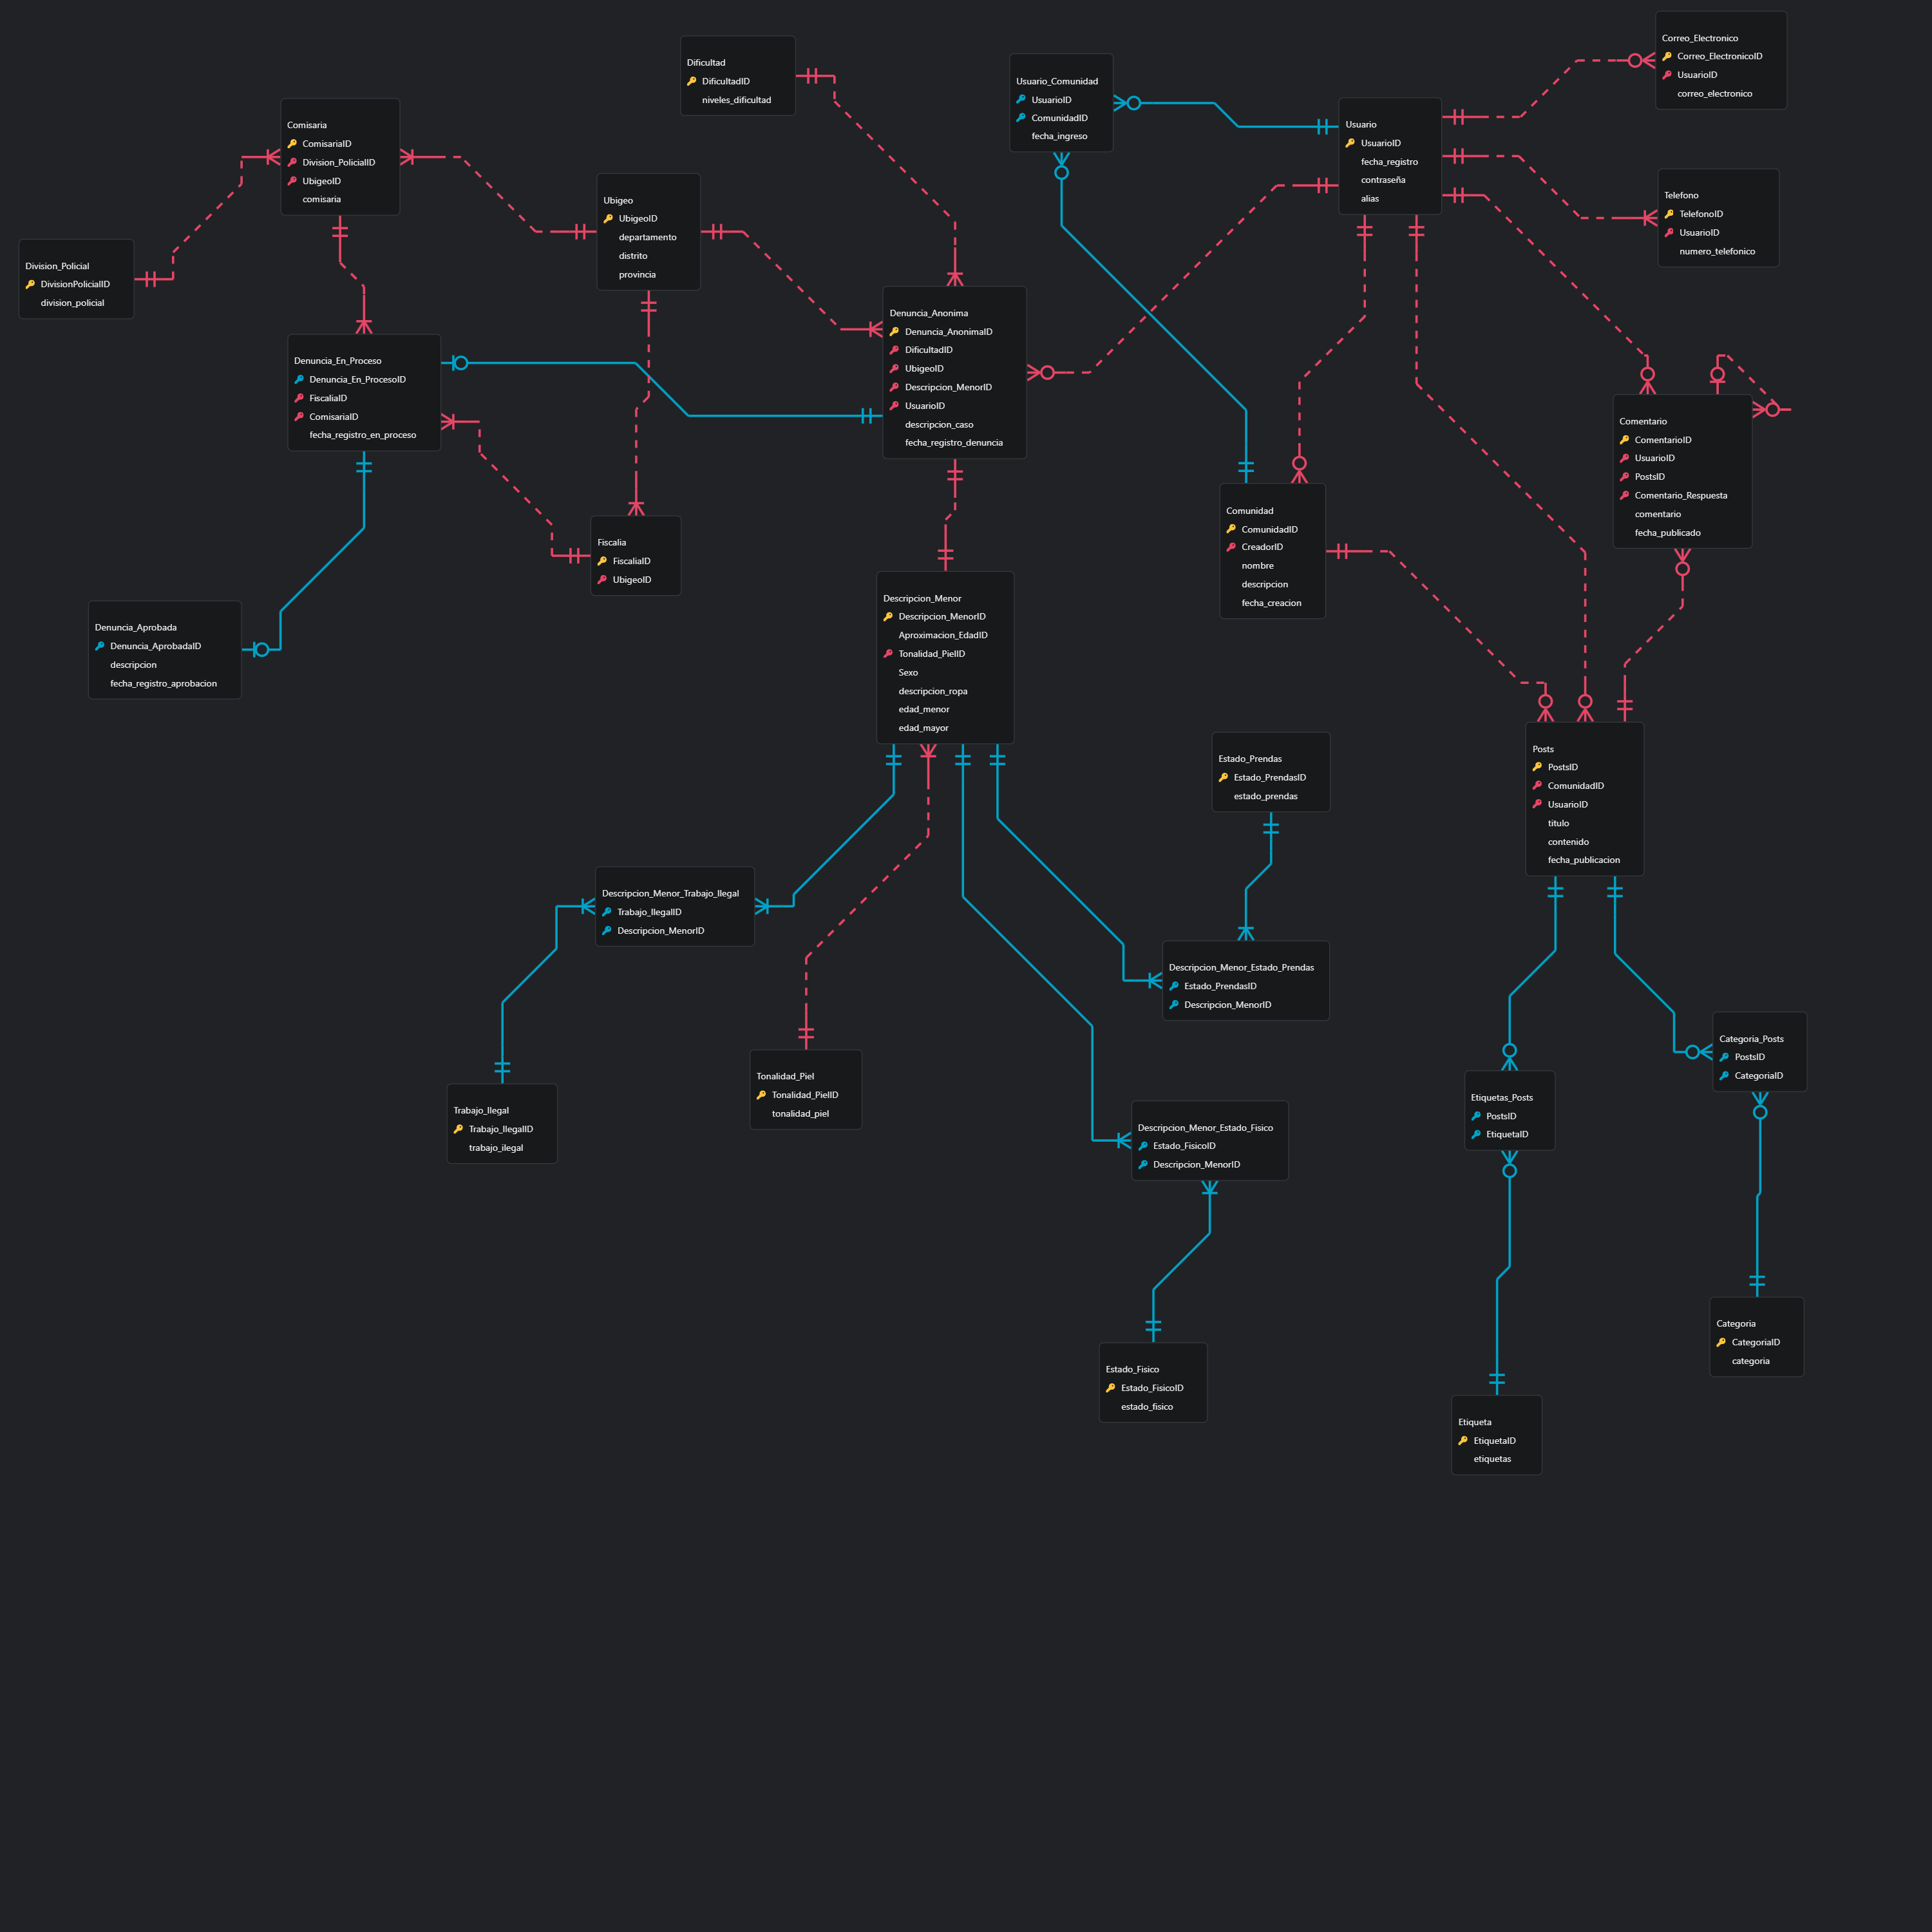 Correo_Electronico
Correo_ElectronicoID
UsuarioID
correo_electronico
Dificultad
DificultadID
niveles_dificultad
Usuario_Comunidad
UsuarioID
ComunidadID
fecha_ingreso
Comisaria
ComisariaID
Division_PolicialID
UbigeoID
comisaria
Usuario
UsuarioID
fecha_registro
contraseña
alias
Ubigeo
UbigeoID
departamento
distrito
provincia
Telefono
TelefonoID
UsuarioID
numero_telefonico
Division_Policial
DivisionPolicialID
division_policial
Denuncia_Anonima
Denuncia_AnonimaID
DificultadID
UbigeoID
Descripcion_MenorID
UsuarioID
descripcion_caso
fecha_registro_denuncia
Denuncia_En_Proceso
Denuncia_En_ProcesoID
FiscaliaID
ComisariaID
fecha_registro_en_proceso
Comentario
ComentarioID
UsuarioID
PostsID
Comentario_Respuesta
comentario
fecha_publicado
Comunidad
ComunidadID
CreadorID
nombre
descripcion
fecha_creacion
Fiscalia
FiscaliaID
UbigeoID
Descripcion_Menor
Descripcion_MenorID
Aproximacion_EdadID
Tonalidad_PielID
Sexo
descripcion_ropa
edad_menor
edad_mayor
Denuncia_Aprobada
Denuncia_AprobadaID
descripcion
fecha_registro_aprobacion
Posts
PostsID
ComunidadID
UsuarioID
titulo
contenido
fecha_publicacion
Estado_Prendas
Estado_PrendasID
estado_prendas
Descripcion_Menor_Trabajo_Ilegal
Trabajo_IlegalID
Descripcion_MenorID
Descripcion_Menor_Estado_Prendas
Estado_PrendasID
Descripcion_MenorID
Categoria_Posts
PostsID
CategoriaID
Tonalidad_Piel
Tonalidad_PielID
tonalidad_piel
Etiquetas_Posts
PostsID
EtiquetaID
Trabajo_Ilegal
Trabajo_IlegalID
trabajo_ilegal
Descripcion_Menor_Estado_Fisico
Estado_FisicoID
Descripcion_MenorID
Categoria
CategoriaID
categoria
Estado_Fisico
Estado_FisicoID
estado_fisico
Etiqueta
EtiquetaID
etiquetas